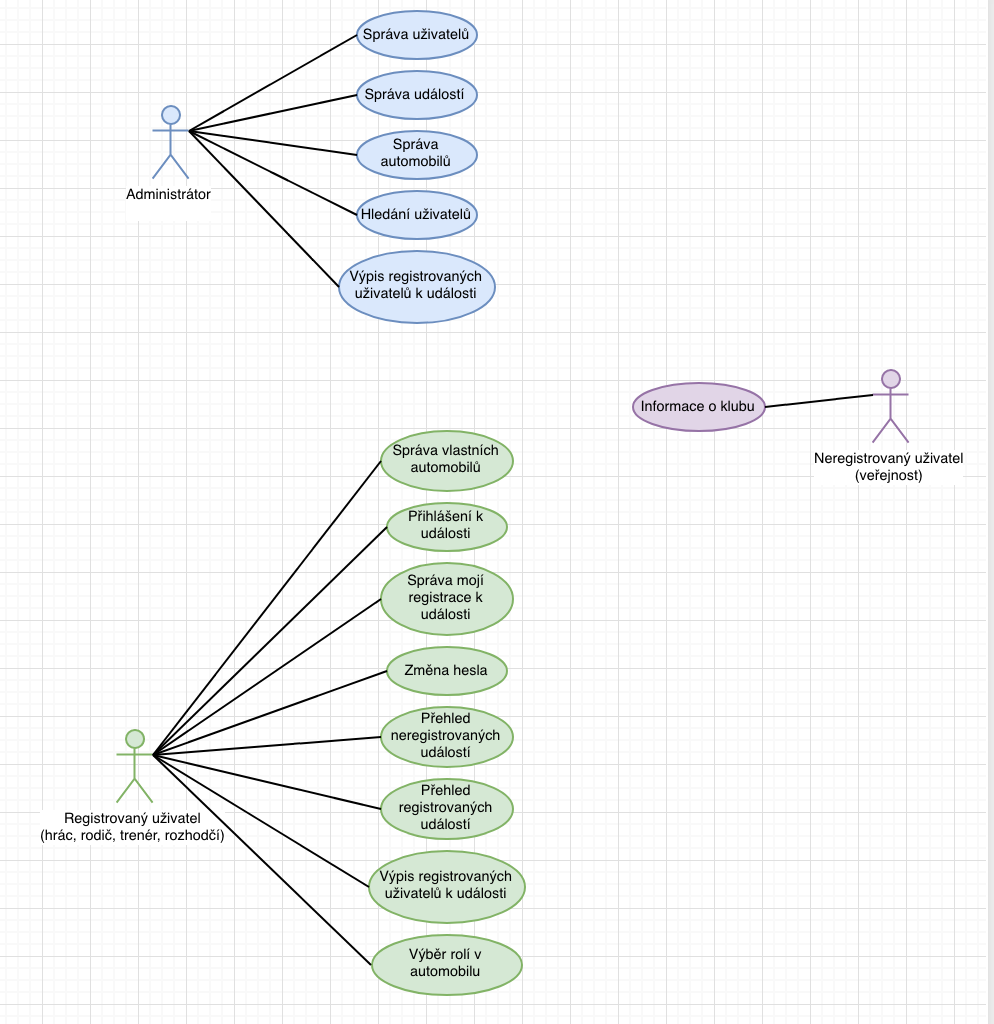 Správa uživatelů
Správa událostí
Správa
automobilů
Hledání uživatelů
Výpis registrovaných
uživatelů k události
Administrátor
Informace o klubu
Neregistrovaný uživatel
(veřejnost)
Správa vlastních
automobilů
Přihlášení k
události
Správa mojí
registrace k
události
Změna hesla
Přehled
neregistrovaných
událostí
Přehled
registrovaných
událostí
Výpis registrovaných
uživatelů k události
Výběr rolí v
automobilu
Registrovaný uživatel
(hrác, rodič, trenér, rozhodčí)